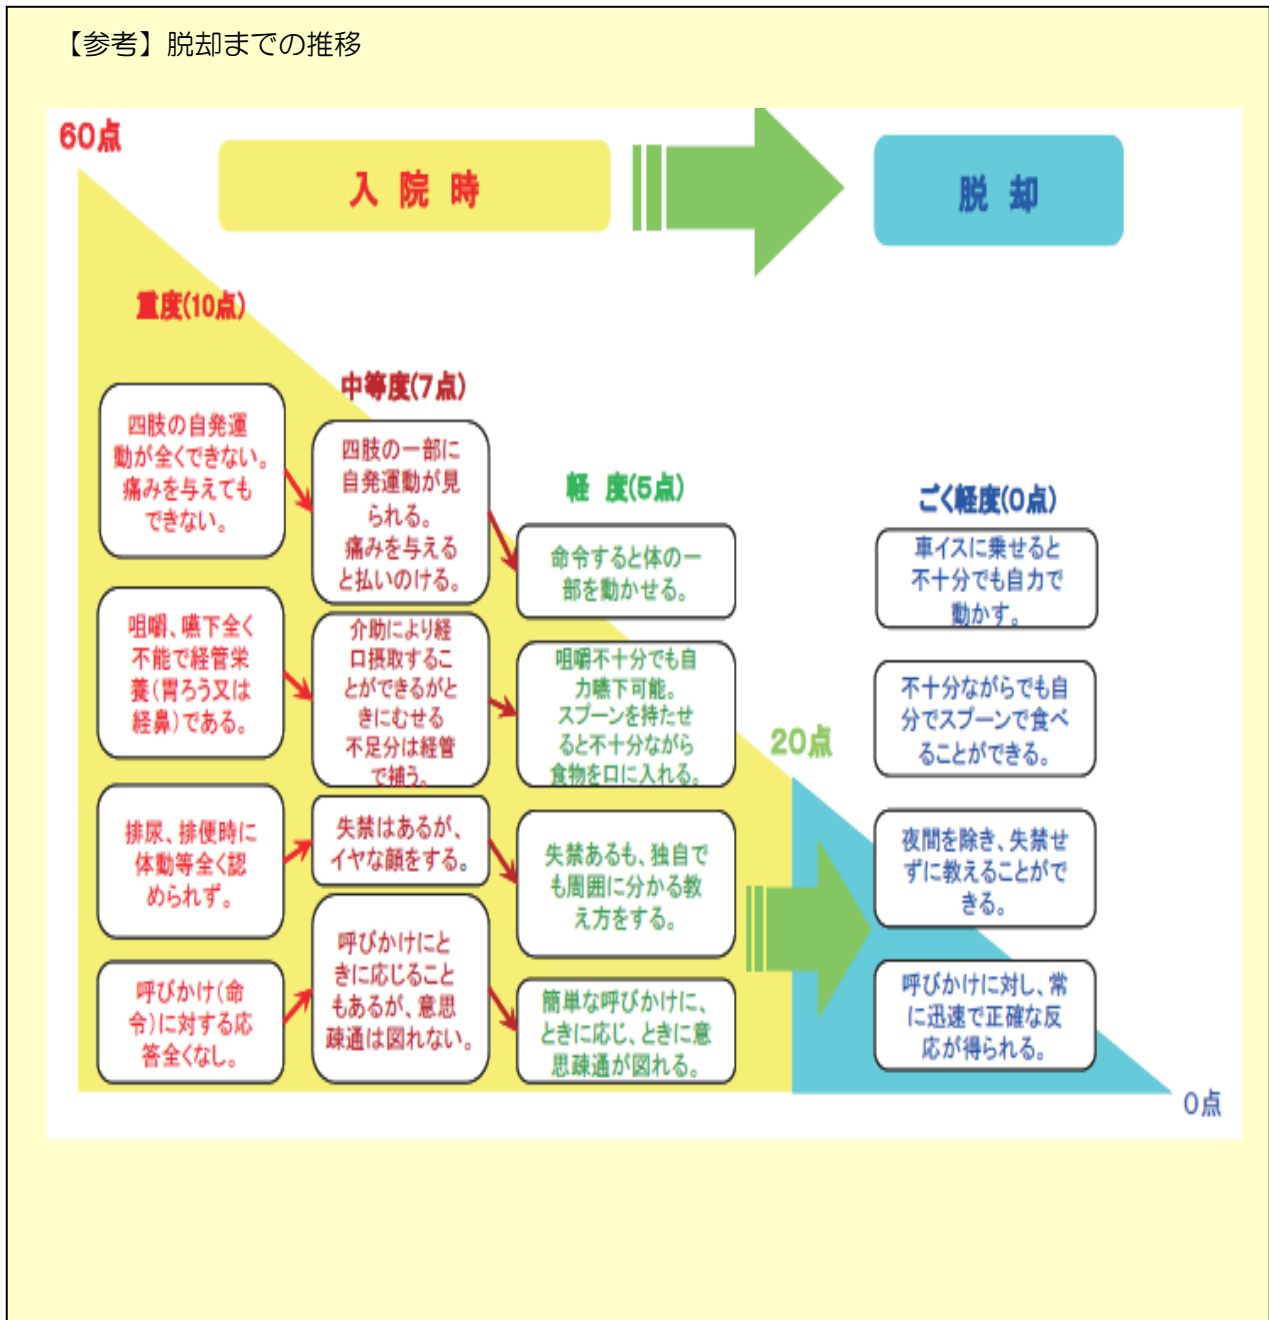 【参考】脱却までの推移
60点
入院時
脱却
重度(10点)
四肢の自発運
動が全くできない。
痛みを与えても
できない。
咀嚼、嚥下全く
不能で経管栄
養(胃ろう又は
経鼻)である。
排尿、排便時に
体動等全く認
められず。
呼びかけ(命
令)に対する応
答全くなし。
中等度(7点)
四肢の一部に
自発運動が見
られる。
痛みを与える
と払いのける。
介助により経
口摂取するこ
とができるがと
きにむせる
不足分は経管
で補う。
失禁はあるが、
イヤな顔をする。
呼びかけにと
きに応じること
もあるが、意思
疎通は図れない。
軽 度(5点)
命令すると体の一
部を動かせる。
咀嚼不十分でも自
力嚥下可能。
スプーンを持たせ
ると不十分ながら
食物を口に入れる。
失禁あるも、独自で
も周囲に分かる教
え方をする。
簡単な呼びかけに、
ときに応じ、ときに意
思疎通が図れる。
20点
ごく軽度(0点)
車イスに乗せると
不十分でも自力で
動かす。
不十分ながらでも自
分でスプーンで食べ
ることができる。
夜間を除き、失禁せ
ずに教えることがで
きる。
呼びかけに対し、常
に迅速で正確な反
応が得られる。
0点